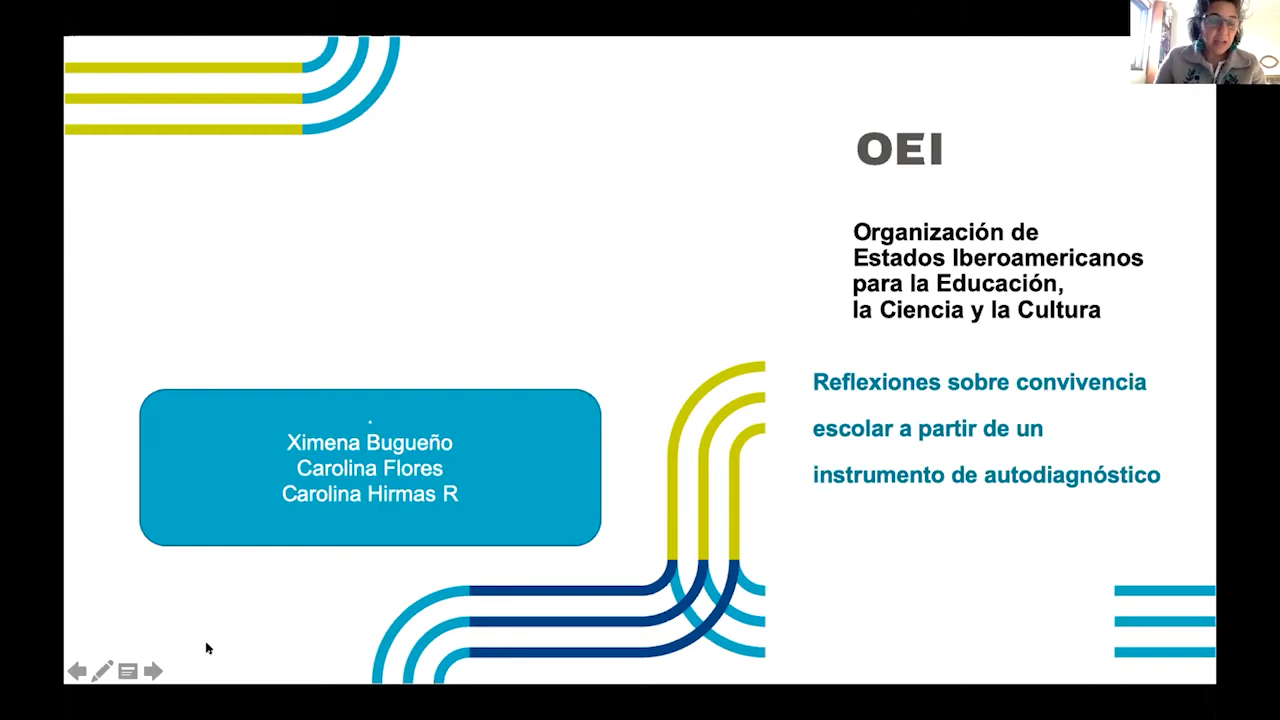 OEI
Organización de
Estados Iberoamericanos
para la Educación,
la Ciencia y la Cultura
Reflexiones sobre convivencia
escolar a partir de un
instrumento de autodiagnóstico
.
Ximena Bugueño
Carolina Flores
Carolina Hirmas R